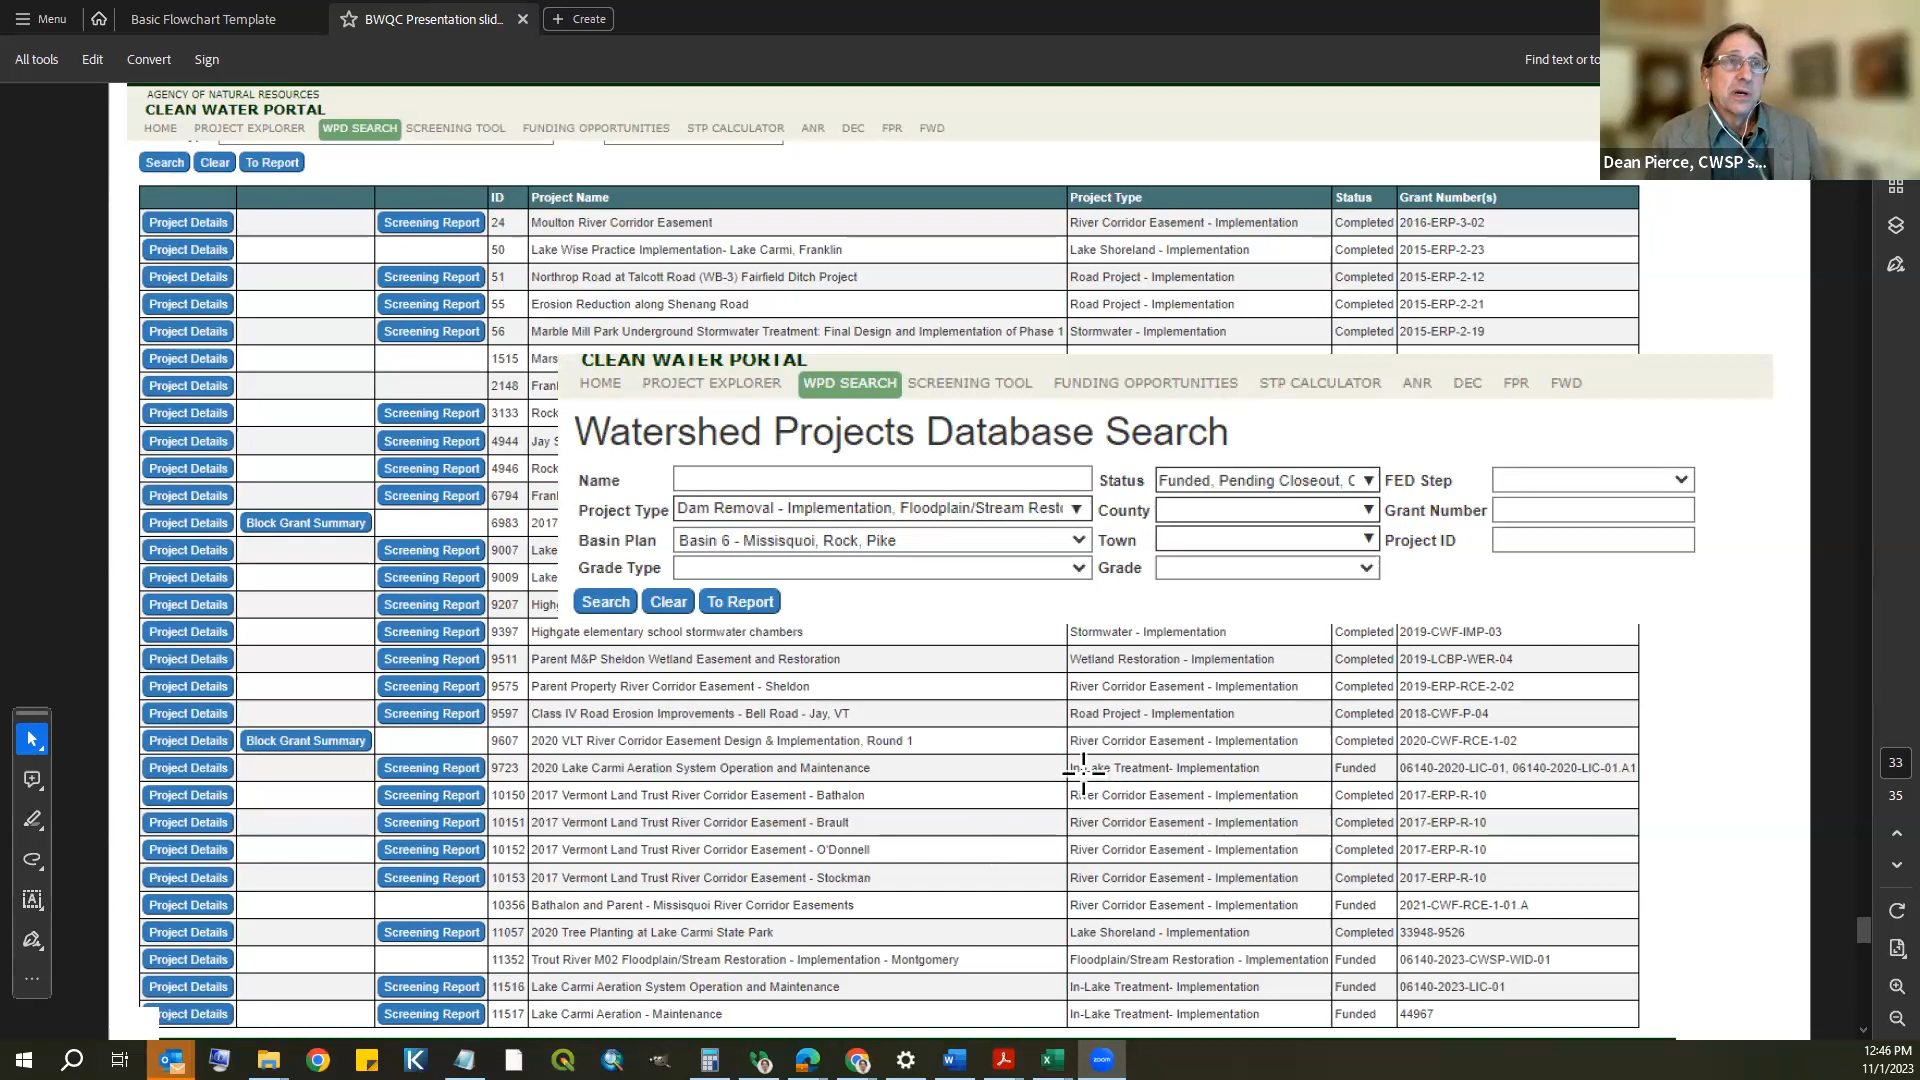 Menu Basic Flowchart Template BWQC Presentation slid... Create
All tools Edit Convert Sign Find text or to
AGENCY OF NATURAL RESOURCES
CLEAN WATER PORTAL
HOME PROJECT EXPLORER WPD SEARCH SCREENING TOOL FUNDING OPPORTUNITIES STP CALCULATOR ANR DEC FPR FWD
Search Clear To Report
Dean Pierce, CWSP s...
ID Project Name Project Type Status Grant Number(s)
Project Details Screening Report 24 Moulton River Corridor Easement River Corridor Easement - Implementation Completed 2016-ERP-3-02
Project Details 50 Lake Wise Practice Implementation- Lake Carmi, Franklin Lake Shoreland - Implementation Completed 2015-ERP-2-23
Project Details Screening Report 51 Northrop Road at Talcott Road (WB-3) Fairfield Ditch Project Road Project - Implementation Completed 2015-ERP-2-12
Project Details Screening Report 55 Erosion Reduction along Shenang Road Road Project - Implementation Completed 2015-ERP-2-21
Project Details Screening Report 56 Marble Mill Park Underground Stormwater Treatment: Final Design and Implementation of Phase 1 Stormwater - Implementation Completed 2015-ERP-2-19
Project Details 1515 Mars
Project Details 2148 Fran
Project Details Screening Report 3133 Rock
Project Details Screening Report 4944 Jay S
Project Details Screening Report 4946 Rock
Project Details Screening Report 6794 Fran
Project Details Block Grant Summary 6983 2017
Project Details Screening Report 9007 Lake
Project Details Screening Report 9009 Lake
Project Details Screening Report 9207 High
CLEAN WATER PORTAL
HOME PROJECT EXPLORER WPD SEARCH SCREENING TOOL FUNDING OPPORTUNITIES STP CALCULATOR ANR DEC FPR FWD
Watershed Projects Database Search
Name Status Funded, Pending Closeout, C FED Step
Project Type Dam Removal - Implementation, Floodplain/Stream Resto County Grant Number
Basin Plan Basin 6 - Missisquoi, Rock, Pike Town Project ID
Grade Type Grade
Search Clear To Report
Project Details Screening Report 9397 Highgate elementary school stormwater chambers Stormwater - Implementation Completed 2019-CWF-IMP-03
Project Details Screening Report 9511 Parent M&P Sheldon Wetland Easement and Restoration Wetland Restoration - Implementation Completed 2019-LCBP-WER-04
Project Details Screening Report 9575 Parent Property River Corridor Easement - Sheldon River Corridor Easement - Implementation Completed 2019-ERP-RCE-2-02
Project Details Screening Report 9597 Class IV Road Erosion Improvements - Bell Road - Jay, VT Road Project - Implementation Completed 2018-CWF-P-04
Project Details Block Grant Summary 9607 2020 VLT River Corridor Easement Design & Implementation, Round 1 River Corridor Easement - Implementation Completed 2020-CWF-RCE-1-02
Project Details Screening Report 9723 2020 Lake Carmi Aeration System Operation and Maintenance In-Lake Treatment- Implementation Funded 06140-2020-LIC-01, 06140-2020-LIC-01.A1
Project Details Screening Report 10150 2017 Vermont Land Trust River Corridor Easement - Bathalon River Corridor Easement - Implementation Completed 2017-ERP-R-10
Project Details Screening Report 10151 2017 Vermont Land Trust River Corridor Easement - Brault River Corridor Easement - Implementation Completed 2017-ERP-R-10
Project Details Screening Report 10152 2017 Vermont Land Trust River Corridor Easement - O'Donnell River Corridor Easement - Implementation Completed 2017-ERP-R-10
Project Details Screening Report 10153 2017 Vermont Land Trust River Corridor Easement - Stockman River Corridor Easement - Implementation Completed 2017-ERP-R-10
Project Details 10356 Bathalon and Parent - Missisquoi River Corridor Easements River Corridor Easement - Implementation Funded 2021-CWF-RCE-1-01.A
Project Details Screening Report 11057 2020 Tree Planting at Lake Carmi State Park Lake Shoreland - Implementation Completed 33948-9526
Project Details 11352 Trout River M02 Floodplain/Stream Restoration - Implementation - Montgomery Floodplain/Stream Restoration - Implementation Funded 06140-2023-CWSP-WID-01
Project Details Screening Report 11516 Lake Carmi Aeration System Operation and Maintenance In-Lake Treatment- Implementation Funded 06140-2023-LIC-01
roject Details Screening Report 11517 Lake Carmi Aeration - Maintenance In-Lake Treatment- Implementation Funded 44967
33
35
12:46 PM
11/1/2023